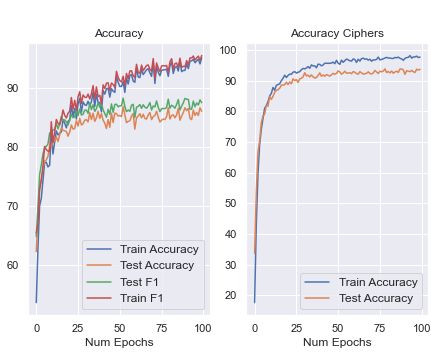 Accuracy
90
80
70
60
0
25
50
75
100
Num Epochs
Train Accuracy
Test Accuracy
Test F1
Train F1
Accuracy Ciphers
100
90
80
70
60
50
40
30
20
0
25
50
75
100
Num Epochs
Train Accuracy
Test Accuracy